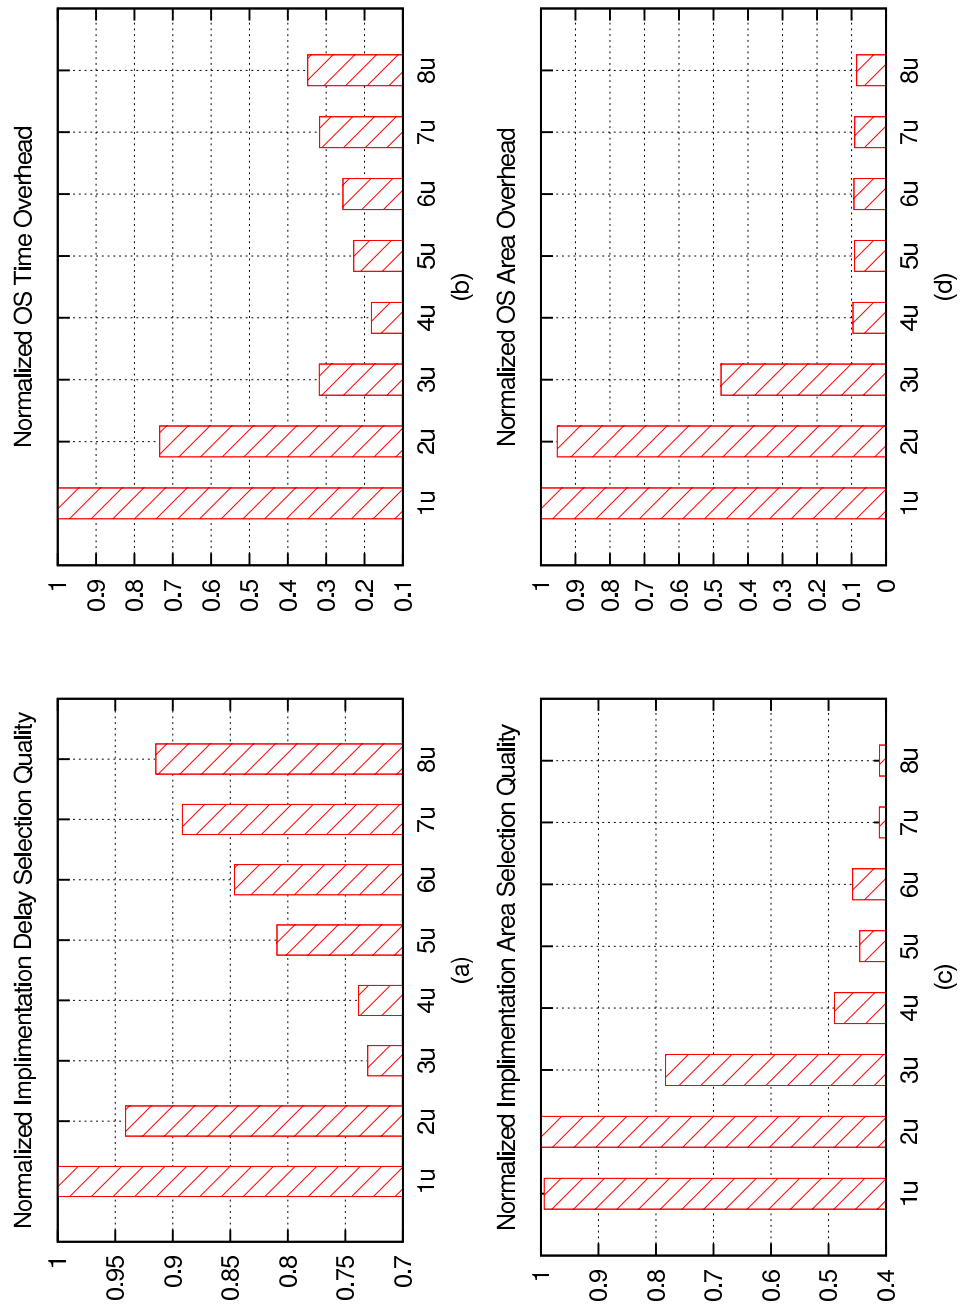 Normalized Implimentation Delay Selection Quality
1
0.95
0.9
0.85
0.8
0.75
0.7
1u 2u 3u 4u 5u 6u 7u 8u
(a)
Normalized OS Time Overhead
1
0.9
0.8
0.7
0.6
0.5
0.4
0.3
0.2
0.1
1u 2u 3u 4u 5u 6u 7u 8u
(b)
Normalized Implimentation Area Selection Quality
1
0.9
0.8
0.7
0.6
0.5
0.4
1u 2u 3u 4u 5u 6u 7u 8u
(c)
Normalized OS Area Overhead
1
0.9
0.8
0.7
0.6
0.5
0.4
0.3
0.2
0.1
0
1u 2u 3u 4u 5u 6u 7u 8u
(d)